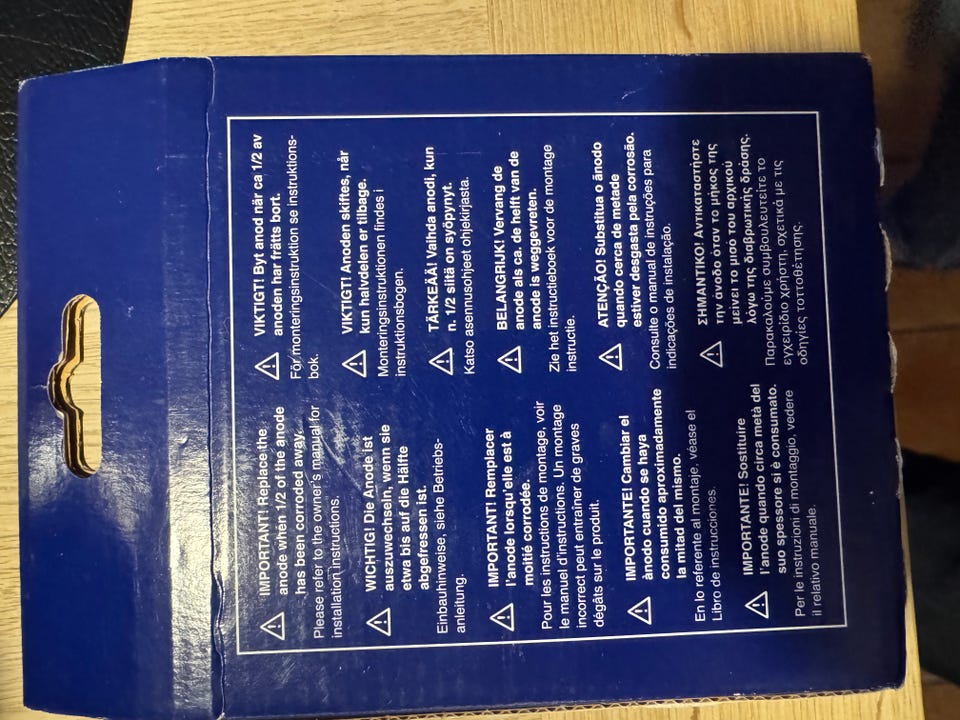 IMPORTANT! Replace the
anode when 1/2 of the anode
has been corroded away.
Please refer to the owner's manual for
installation instructions.
WICHTIG! Die Anode ist
auszuwechseln, wenn sie
etwa bis auf die Hälfte
abgefressen ist.
Einbauhinweise, siehe Betriebs-
anleitung.
IMPORTANT! Remplacer
l'anode lorsqu'elle est à
moitié corrodée.
Pour les instructions de montage, voir
le manuel d'instructions. Un montage
incorrect peut entraîner de graves
dégâts sur le produit.
IMPORTANTE! Cambiar el
ànodo cuando se haya
consumido aproximadamente
la mitad del mismo.
En lo referente al montaje, véase el
Libro de instrucciones.
IMPORTANTE! Sostituire
l'anode quando circa metà del
suo spessore si è consumato.
Per le instruzioni di montaggio, vedere
il relativo manuale.
VIKTIGT! Byt anod när ca 1/2 av
anoden har frätts bort.
För monteringsinstruktion se instruktions-
bok.
VIKTIGT! Anoden skiftes, når
kun halvdelen er tilbage.
Monteringsinstruktionen findes i
instruktionsbogen.
TÄRKEÄÄ! Vaihda anodi, kun
n. 1/2 siitä on syöpynyt.
Katso asennusohjeet ohjekirjasta.
BELANGRIJK! Vervang de
anode als ca. de helft van de
anode is weggevreten.
Zie het instructieboek voor de montage
instructie.
ATENÇÃO! Substitua o ânodo
quando cerca de metade
estiver desgasta pela corrosão.
Consulte o manual de instruções para
indicações de instalação.
ΣΗΜΑΝΤΙΚΟ! Αντικαταστήστε
την άνοδο όταν το μήκος της
μείνει το μισό του αρχικού
λόγω της διαβρωτικής δράσης.
Παρακαλούμε συμβουλευτείτε το
εγχειρίδιο χρήστη, σχετικά με τις
οδηγίες τοποθέτησης.